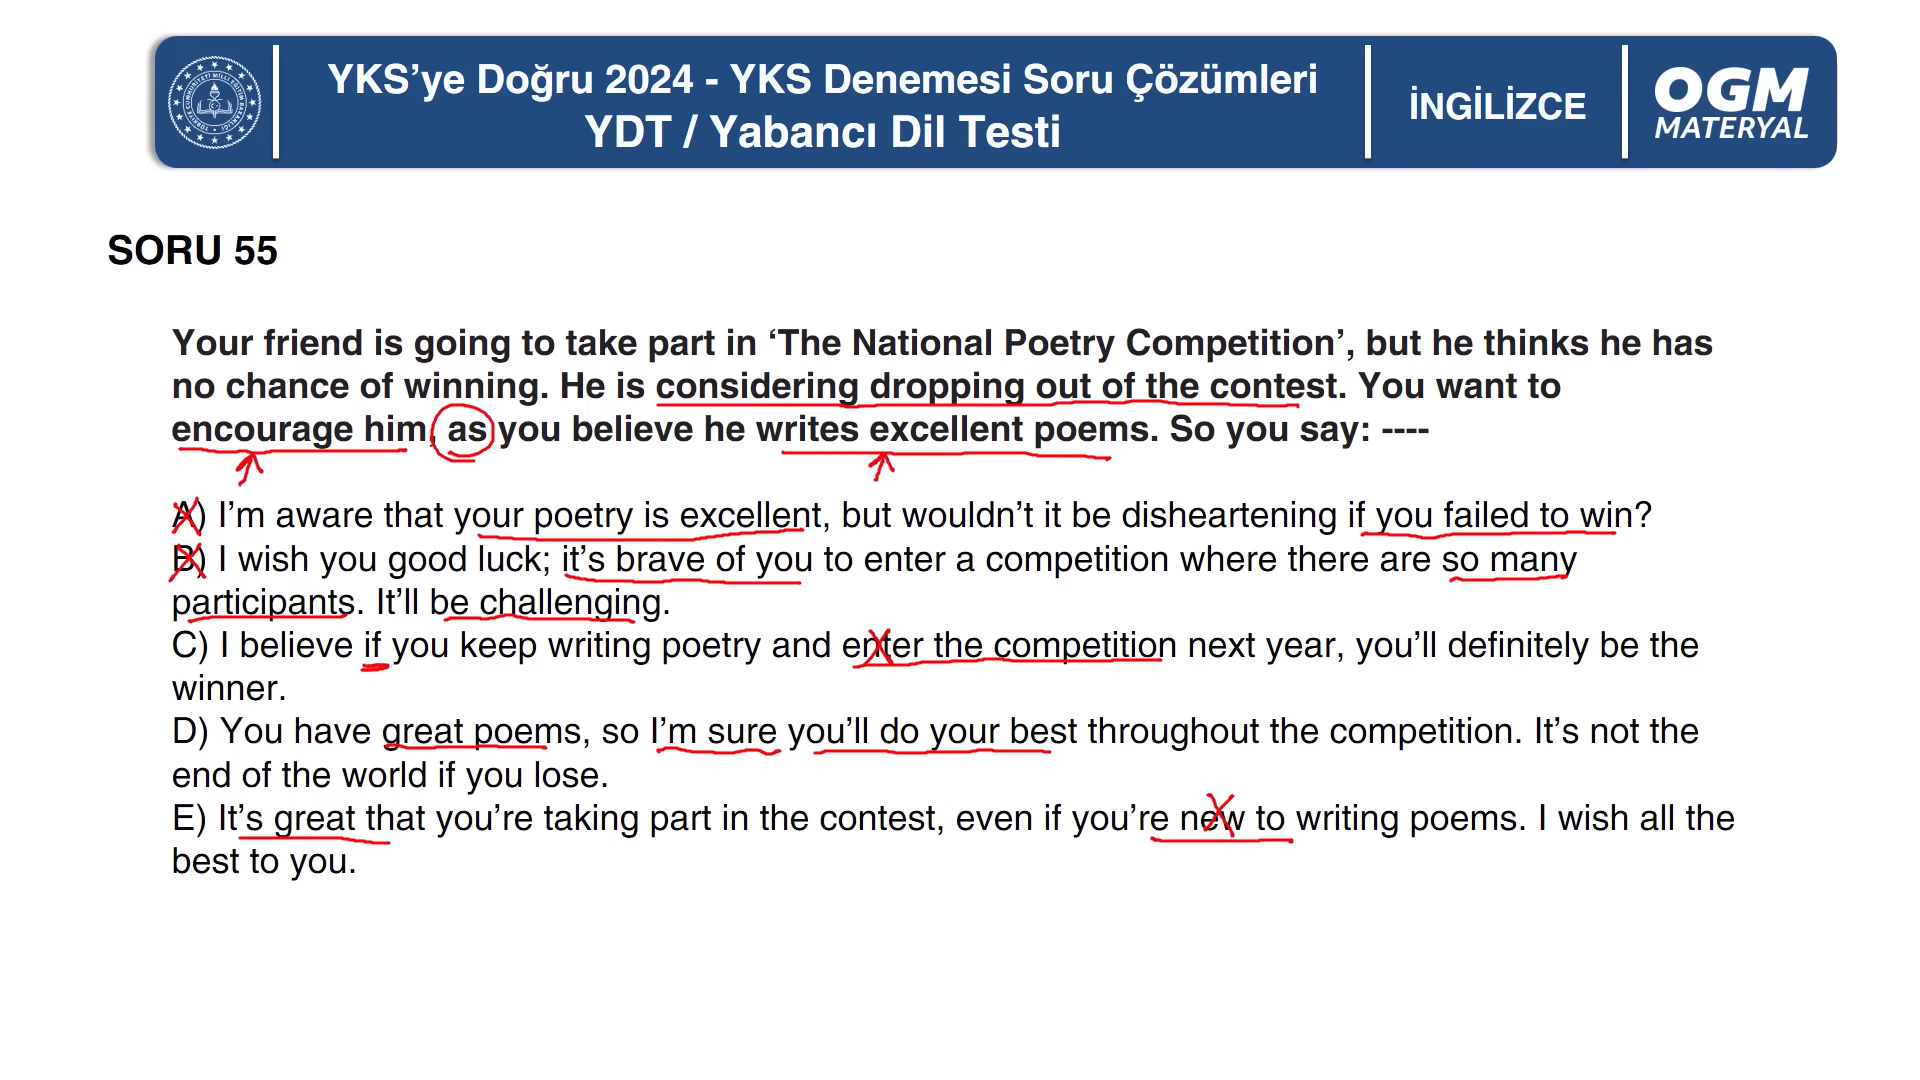 YKS’ye Doğru 2024 - YKS Denemesi Soru Çözümleri
YDT / Yabancı Dil Testi
İNGİLİZCE
OGM
MATERYAL
SORU 55
Your friend is going to take part in ‘The National Poetry Competition’, but he thinks he has
no chance of winning. He is considering dropping out of the contest. You want to
encourage him, as you believe he writes excellent poems. So you say: ----
A) I’m aware that your poetry is excellent, but wouldn’t it be disheartening if you failed to win?
B) I wish you good luck; it’s brave of you to enter a competition where there are so many
participants. It’ll be challenging.
C) I believe if you keep writing poetry and enter the competition next year, you’ll definitely be the
winner.
D) You have great poems, so I’m sure you’ll do your best throughout the competition. It’s not the
end of the world if you lose.
E) It’s great that you’re taking part in the contest, even if you’re new to writing poems. I wish all the
best to you.